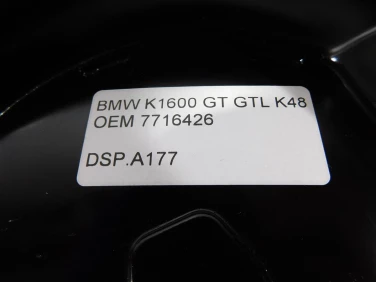 BMW K1600 GT GTL K48
OEM 7716426
DSP.A177